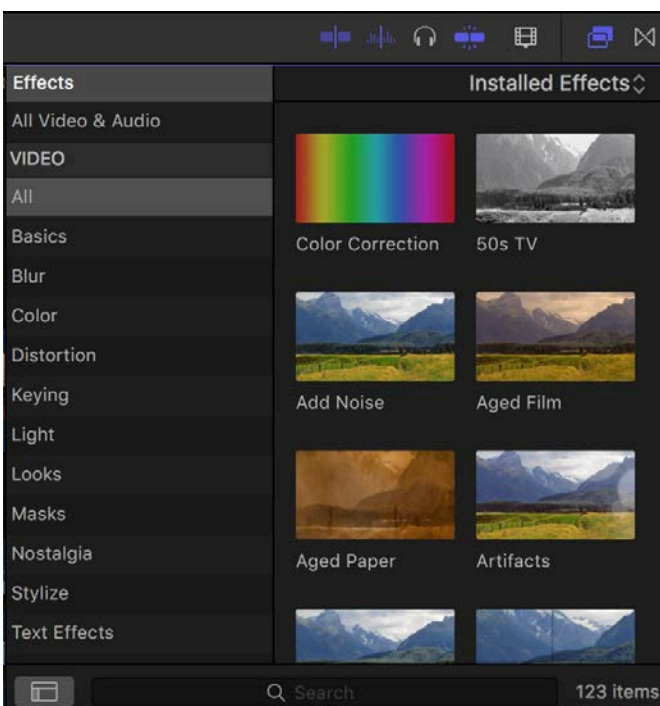 Effects
Installed Effects
All Video & Audio
VIDEO
All
Basics
Blur
Color
Distortion
Keying
Light
Looks
Masks
Nostalgia
Stylize
Text Effects
Color Correction
50s TV
Add Noise
Aged Film
Aged Paper
Artifacts
Search
123 items